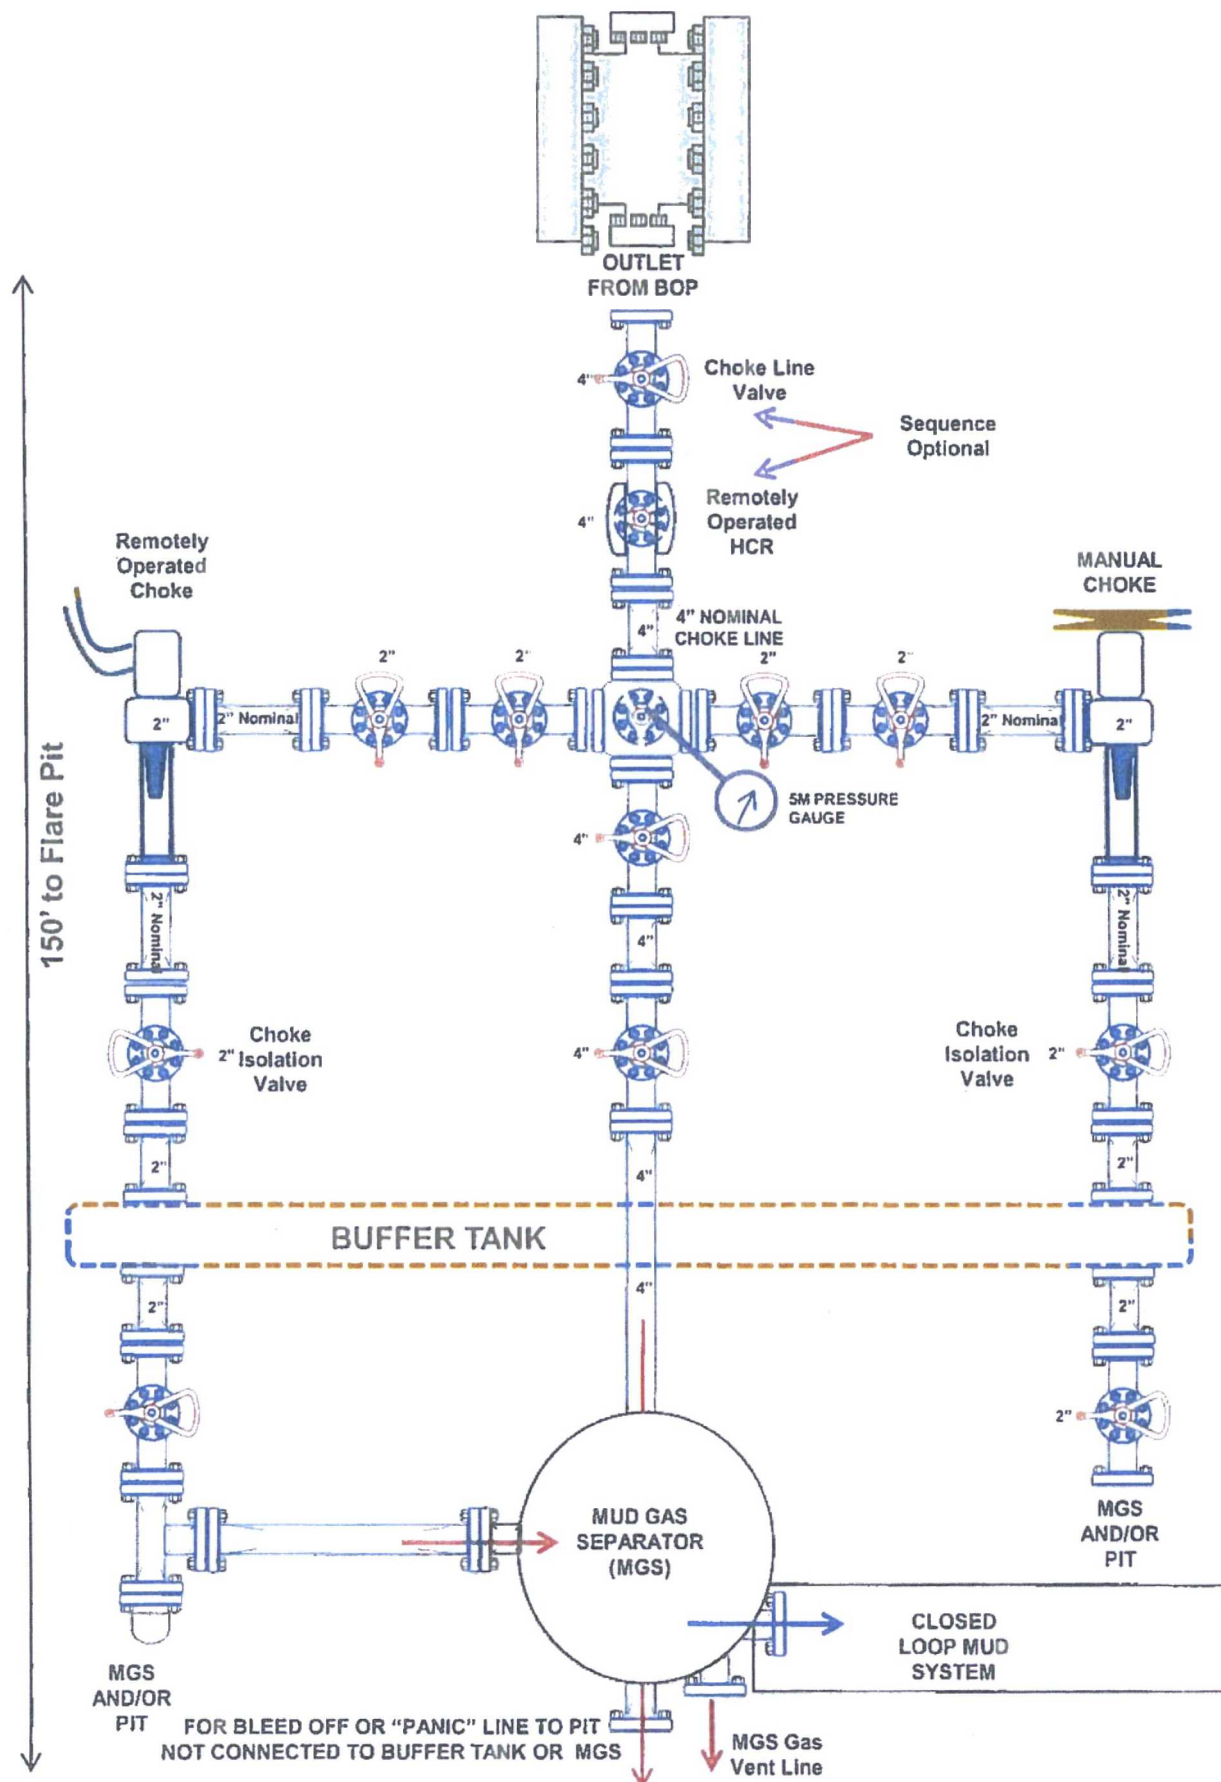 OUTLET
FROM BOP
4"
Choke Line
Valve
Sequence
Optional
4"
Remotely
Operated
HCR
Remotely
Operated
Choke
MANUAL
CHOKE
4"
4" NOMINAL
CHOKE LINE
2"
2"
2"
2"
2"
2" Nominal
2" Nominal
2"
5M PRESSURE
GAUGE
150' to Flare Pit
4"
2" Nominal
4"
2" Nominal
2"
Choke
Isolation
Valve
4"
Choke
Isolation
Valve
2"
2"
4"
2"
BUFFER TANK
2"
4"
2"
2"
MUD GAS
SEPARATOR
(MGS)
MGS
AND/OR
PIT
CLOSED
LOOP MUD
SYSTEM
MGS
AND/OR
PIT
FOR BLEED OFF OR "PANIC" LINE TO PIT
NOT CONNECTED TO BUFFER TANK OR MGS
MGS Gas
Vent Line